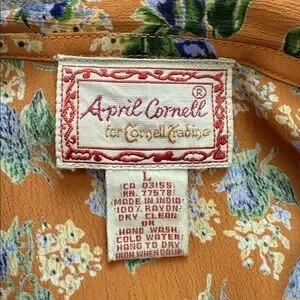 April Cornell ®
for Cornell Trading
L
CA 03155
RN. 77578
MADE IN INDIA
100% RAYON
DRY CLEAN
OR
HAND WASH
COLD WATER
HANG TO DRY
IRON WHEN DAMP